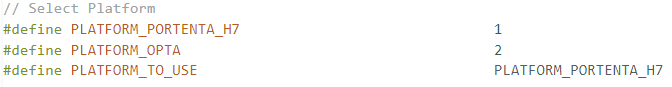 // Select Platform
#define PLATFORM_PORTENTA_H7 1
#define PLATFORM_OPTA 2
#define PLATFORM_TO_USE PLATFORM_PORTENTA_H7